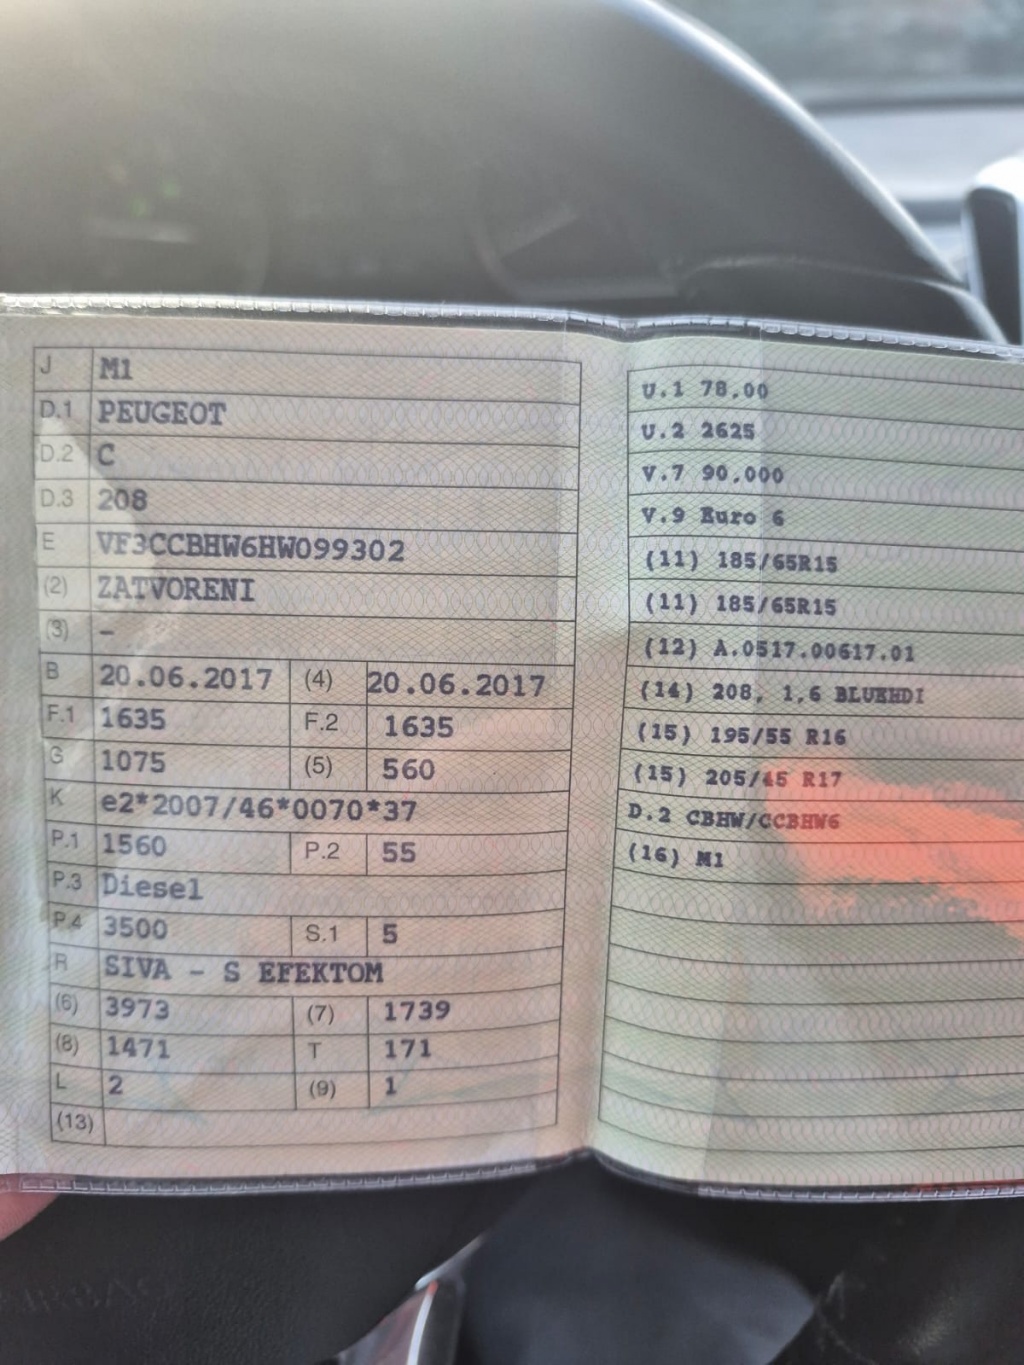 J M1
D.1 PEUGEOT
D.2 C
D.3 208
E VF3CCBHW6HW099302
(2) ZATVORENI
(3) –
B 20.06.2017 (4) 20.06.2017
F.1 1635 F.2 1635
G 1075 (5) 560
K e2*2007/46*0070*37
P.1 1560 P.2 55
P.3 Diesel
P.4 3500 S.1 5
R SIVA – S EFEKTOM
(6) 3973 (7) 1739
(8) 1471 T 171
L 2 (9) 1
(13)
U.1 78,00
U.2 2625
V.7 90,000
V.9 Euro 6
(11) 185/65R15
(11) 185/65R15
(12) A.0517.00617.01
(14) 208, 1,6 BLUEHDI
(15) 195/55 R16
(15) 205/45 R17
D.2 CBHW/CCBHW6
(16) M1